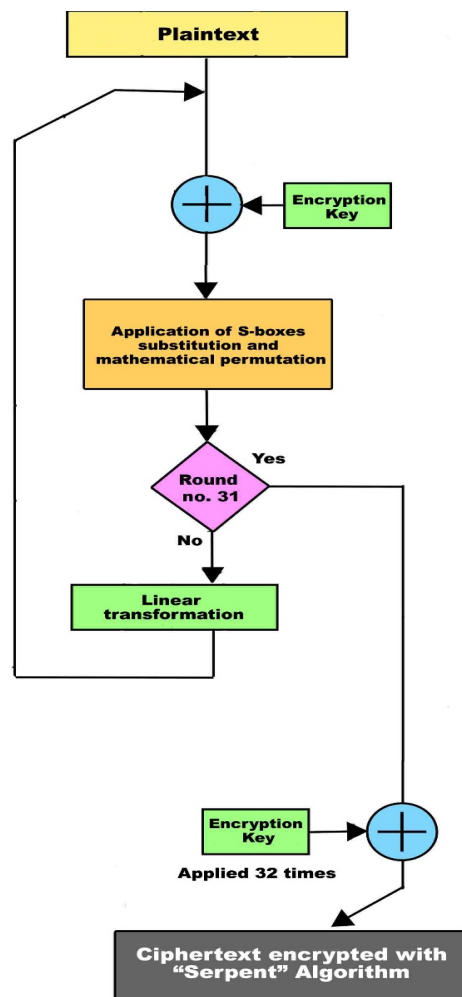 Plaintext
Encryption
Key
Application of S-boxes
substitution and
mathematical permutation
Yes
Round
no. 31
No
Linear
transformation
Encryption
Key
Applied 32 times
Ciphertext encrypted with
“Serpent” Algorithm